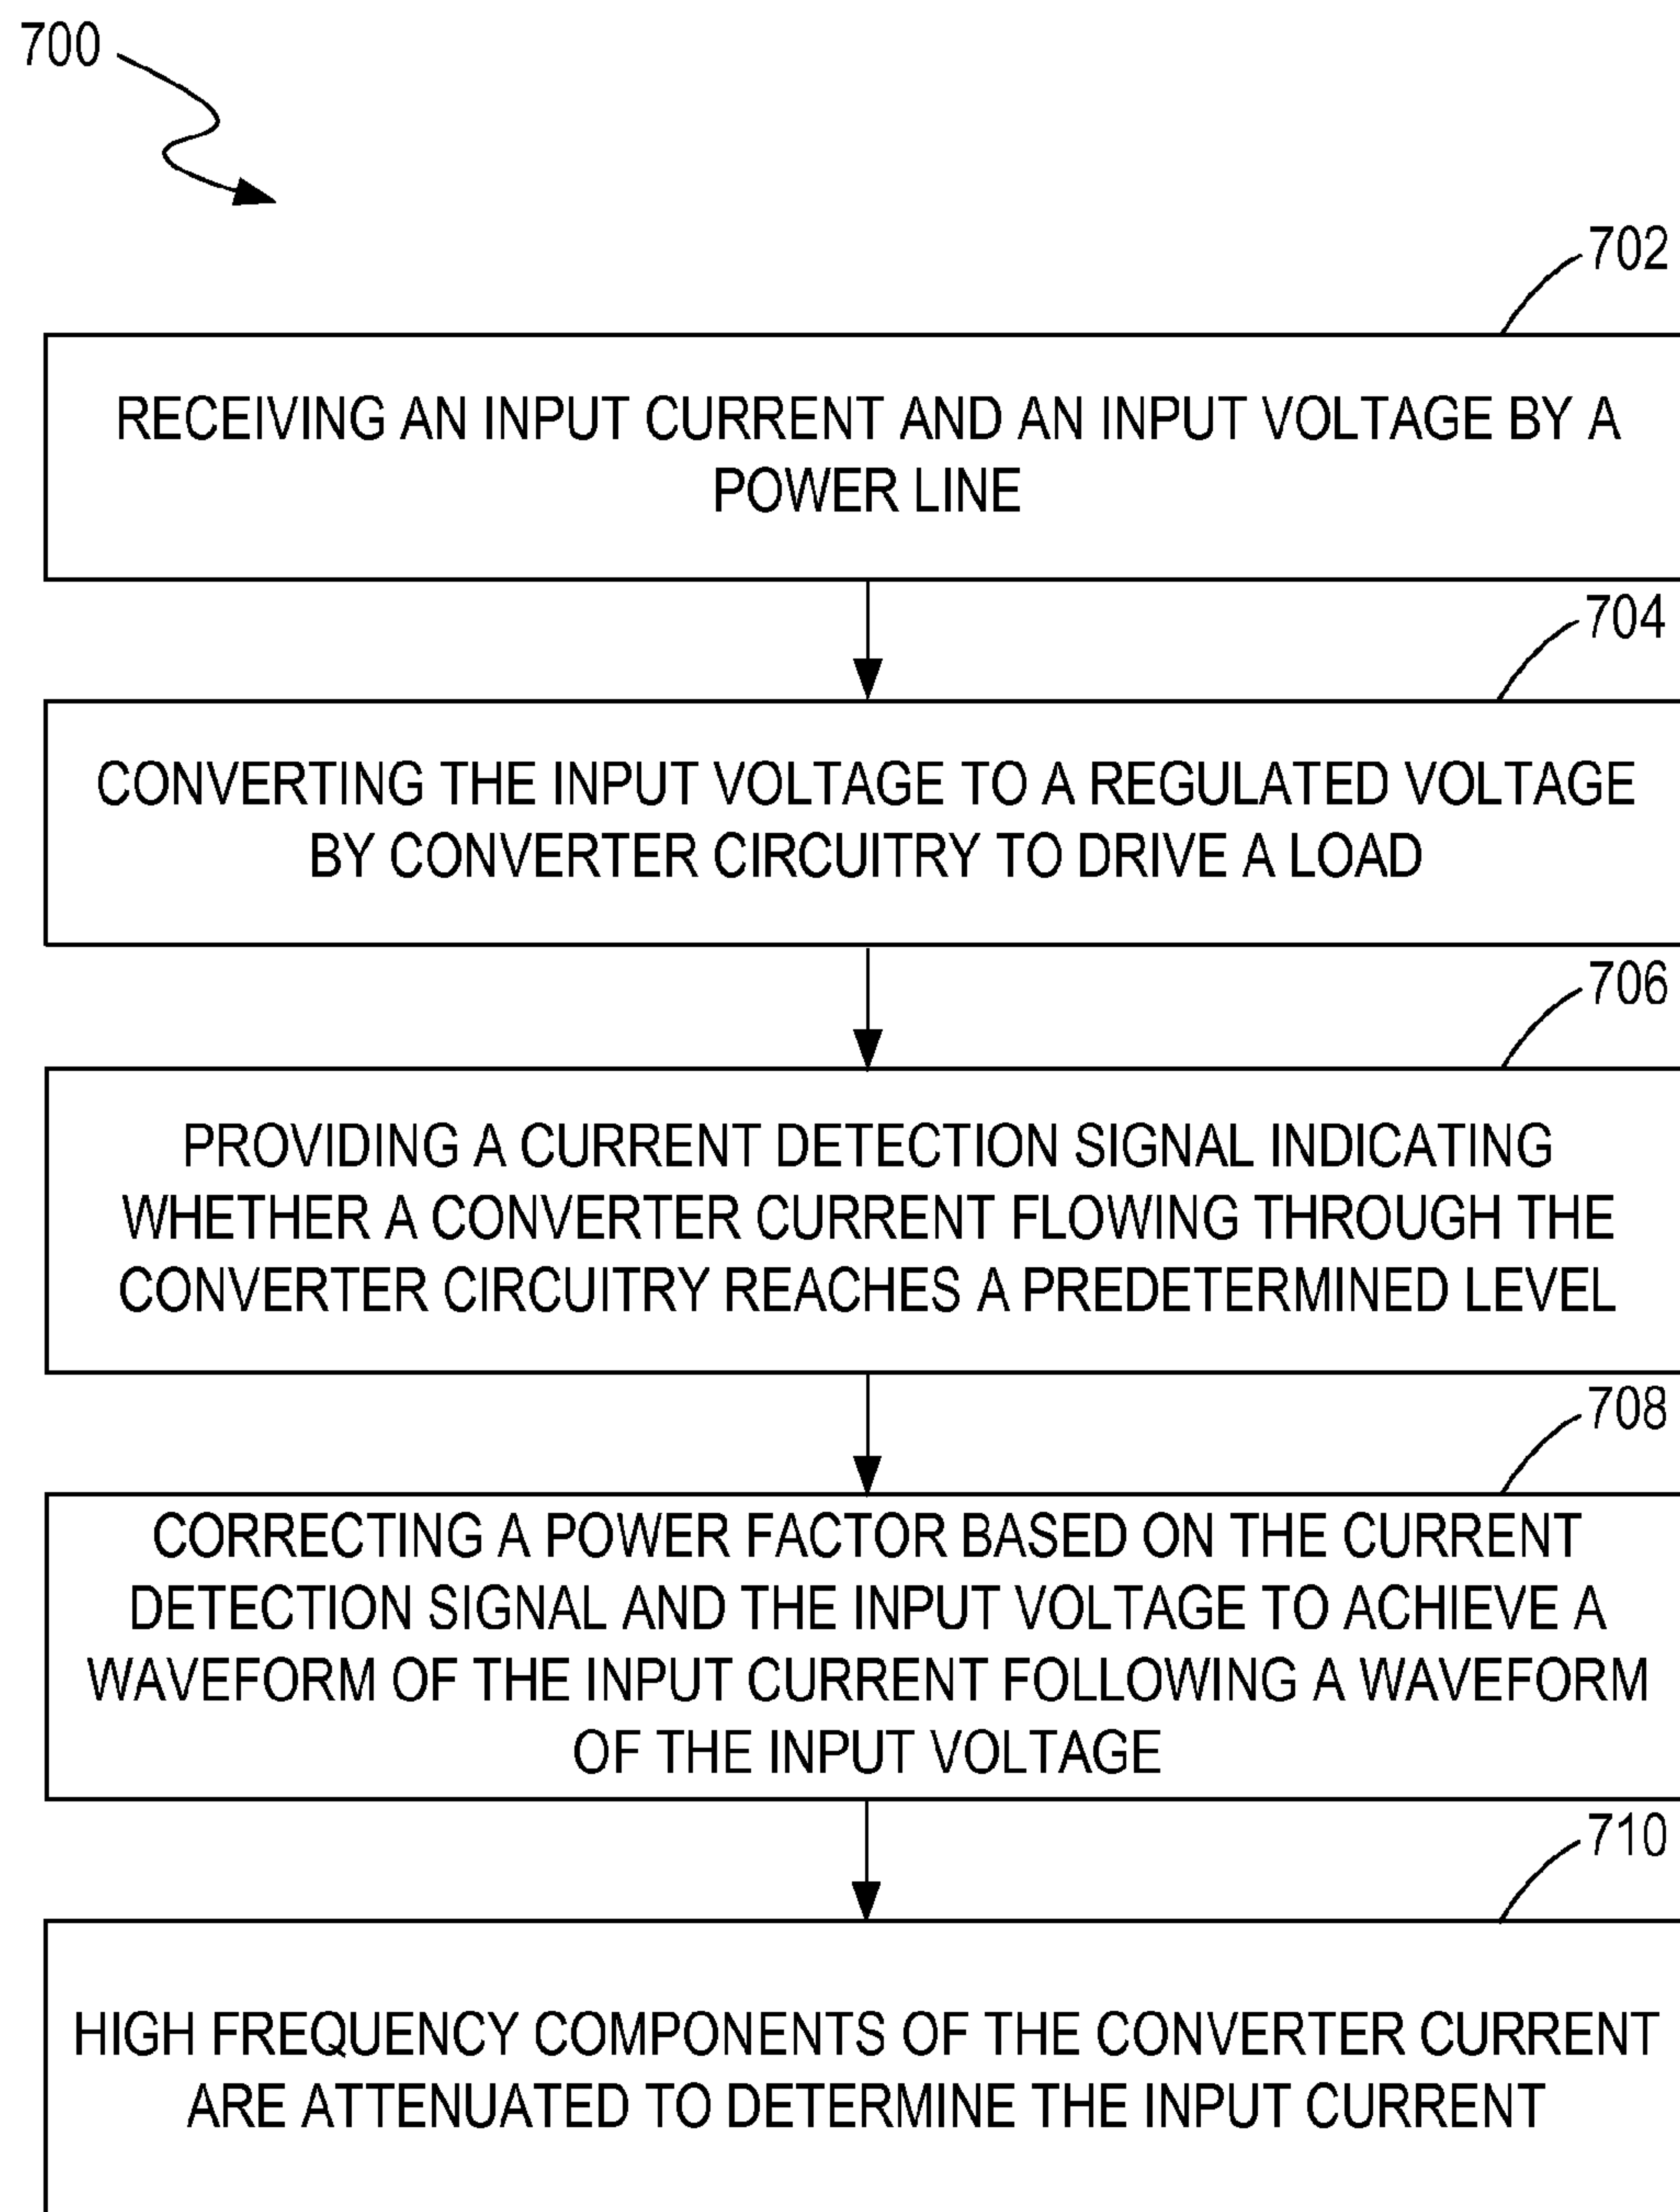 700
702
RECEIVING AN INPUT CURRENT AND AN INPUT VOLTAGE BY A
POWER LINE
704
CONVERTING THE INPUT VOLTAGE TO A REGULATED VOLTAGE
BY CONVERTER CIRCUITRY TO DRIVE A LOAD
706
PROVIDING A CURRENT DETECTION SIGNAL INDICATING
WHETHER A CONVERTER CURRENT FLOWING THROUGH THE
CONVERTER CIRCUITRY REACHES A PREDETERMINED LEVEL
708
CORRECTING A POWER FACTOR BASED ON THE CURRENT
DETECTION SIGNAL AND THE INPUT VOLTAGE TO ACHIEVE A
WAVEFORM OF THE INPUT CURRENT FOLLOWING A WAVEFORM
OF THE INPUT VOLTAGE
710
HIGH FREQUENCY COMPONENTS OF THE CONVERTER CURRENT
ARE ATTENUATED TO DETERMINE THE INPUT CURRENT